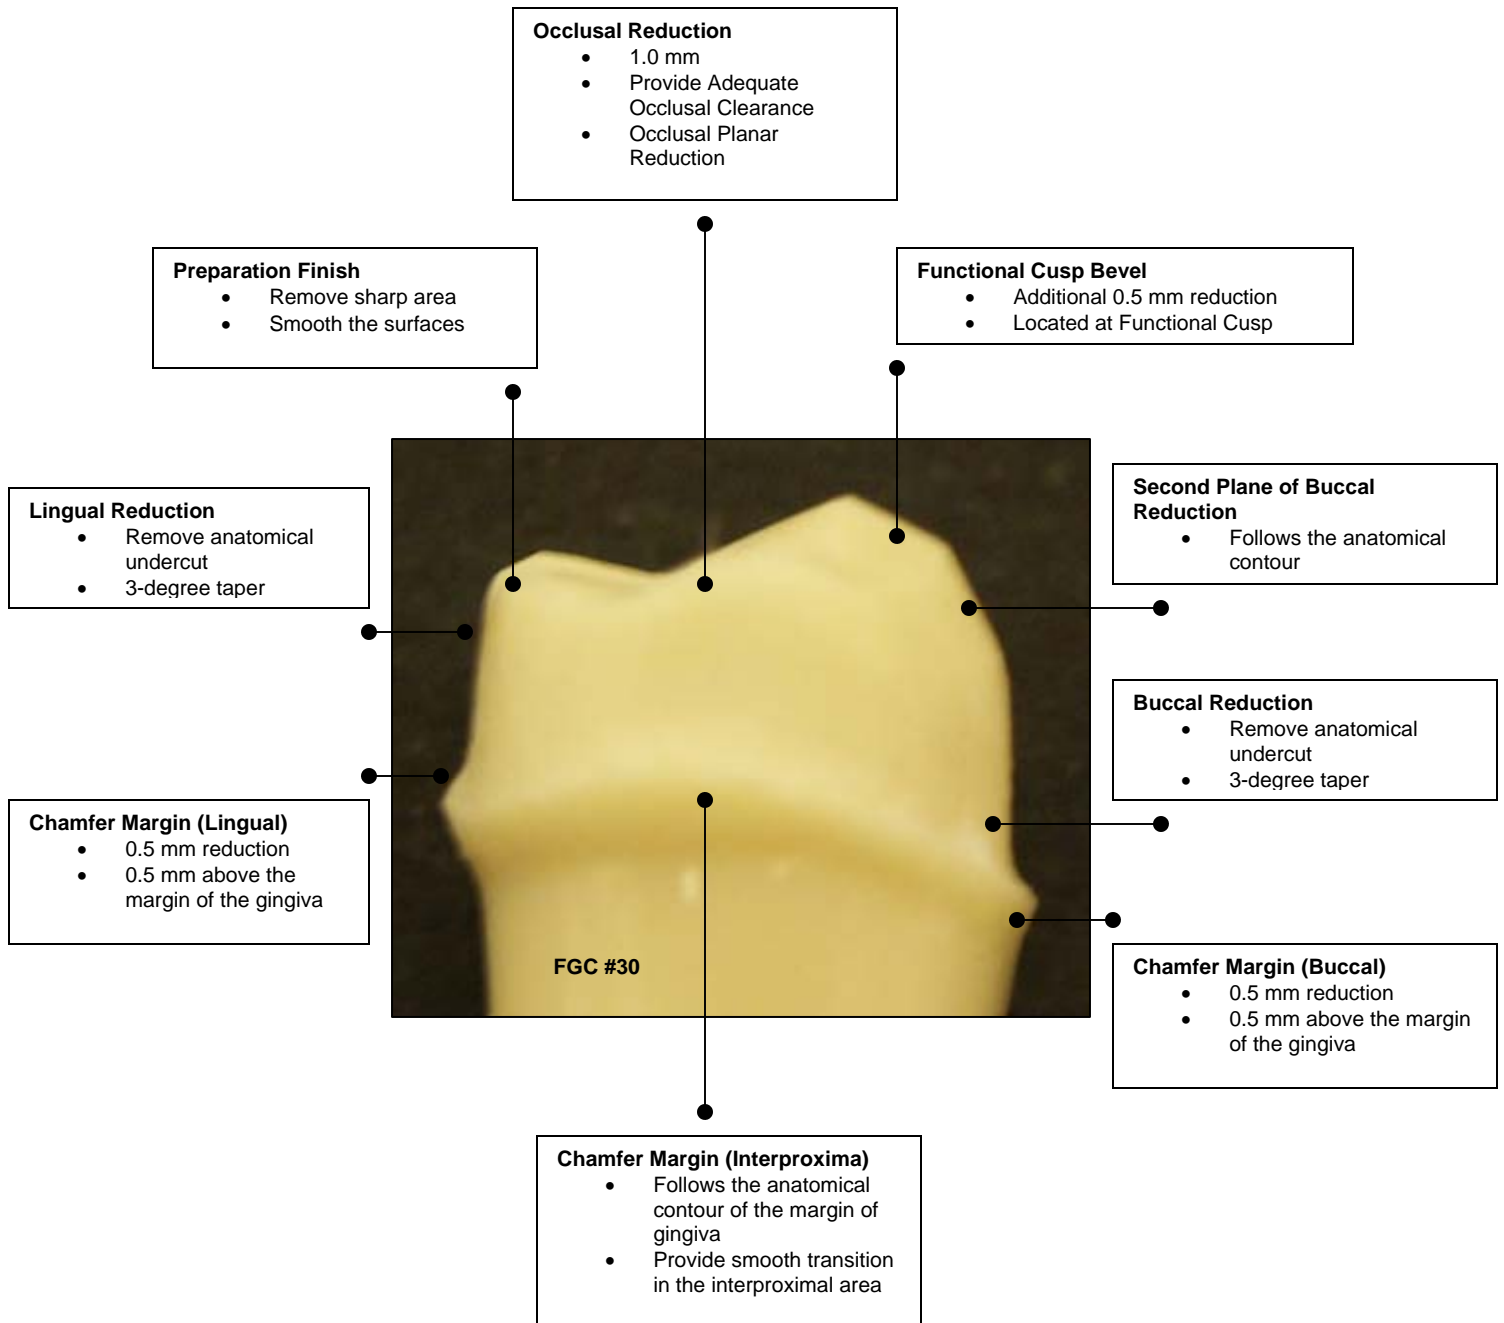 Occlusal Reduction
• 1.0 mm
• Provide Adequate
Occlusal Clearance
• Occlusal Planar
Reduction
Preparation Finish
• Remove sharp area
• Smooth the surfaces
Functional Cusp Bevel
• Additional 0.5 mm reduction
• Located at Functional Cusp
Lingual Reduction
• Remove anatomical
undercut
• 3-degree taper
Second Plane of Buccal
Reduction
• Follows the anatomical
contour
Buccal Reduction
• Remove anatomical
undercut
• 3-degree taper
Chamfer Margin (Lingual)
• 0.5 mm reduction
• 0.5 mm above the
margin of the gingiva
FGC #30
Chamfer Margin (Buccal)
• 0.5 mm reduction
• 0.5 mm above the margin
of the gingiva
Chamfer Margin (Interproxima)
• Follows the anatomical
contour of the margin of
gingiva
• Provide smooth transition
in the interproximal area